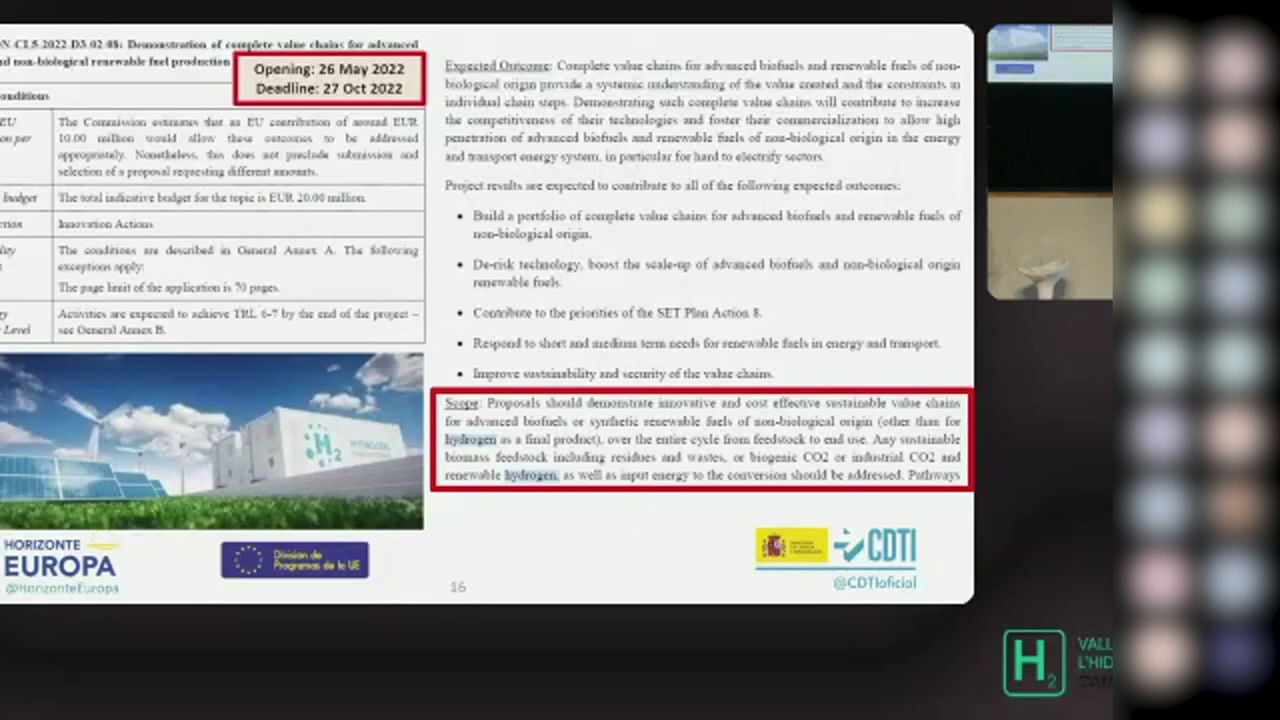 N-CL5-2022-D3-02-08: Demonstration of complete value chains for advanced
nd non-biological renewable fuel production
Opening: 26 May 2022
Deadline: 27 Oct 2022
onditions
EU
on per
The Commission estimates that an EU contribution of around EUR
10.00 million would allow these outcomes to be addressed
appropriately. Nonetheless, this does not preclude submission and
selection of a proposal requesting different amounts.
budget
The total indicative budget for the topic is EUR 20.00 million.
ction
Innovation Actions
The conditions are described in General Annex A. The following
exceptions apply:
The page limit of the application is 70 pages.
Level
Activities are expected to achieve TRL 6-7 by the end of the project –
see General Annex B.
H2
HYDROGEN
HORIZONTE
EUROPA
@HorizonteEuropa
División de
Programas de la UE
Expected Outcome: Complete value chains for advanced biofuels and renewable fuels of non-
biological origin provide a systemic understanding of the value created and the constraints in
individual chain steps. Demonstrating such complete value chains will contribute to increase
the competitiveness of their technologies and foster their commercialization to allow high
penetration of advanced biofuels and renewable fuels of non-biological origin in the energy
and transport energy system, in particular for hard to electrify sectors.
Project results are expected to contribute to all of the following expected outcomes:
• Build a portfolio of complete value chains for advanced biofuels and renewable fuels of
non-biological origin.
• De-risk technology, boost the scale-up of advanced biofuels and non-biological origin
renewable fuels.
• Contribute to the priorities of the SET Plan Action 8.
• Respond to short and medium term needs for renewable fuels in energy and transport.
• Improve sustainability and security of the value chains.
Scope: Proposals should demonstrate innovative and cost effective sustainable value chains
for advanced biofuels or synthetic renewable fuels of non-biological origin (other than for
hydrogen as a final product), over the entire cycle from feedstock to end use. Any sustainable
biomass feedstock including residues and wastes, or biogenic CO2 or industrial CO2 and
renewable hydrogen, as well as input energy to the conversion should be addressed. Pathways
16
CDTI
@CDTIoficial
H2
VALL
L'HID